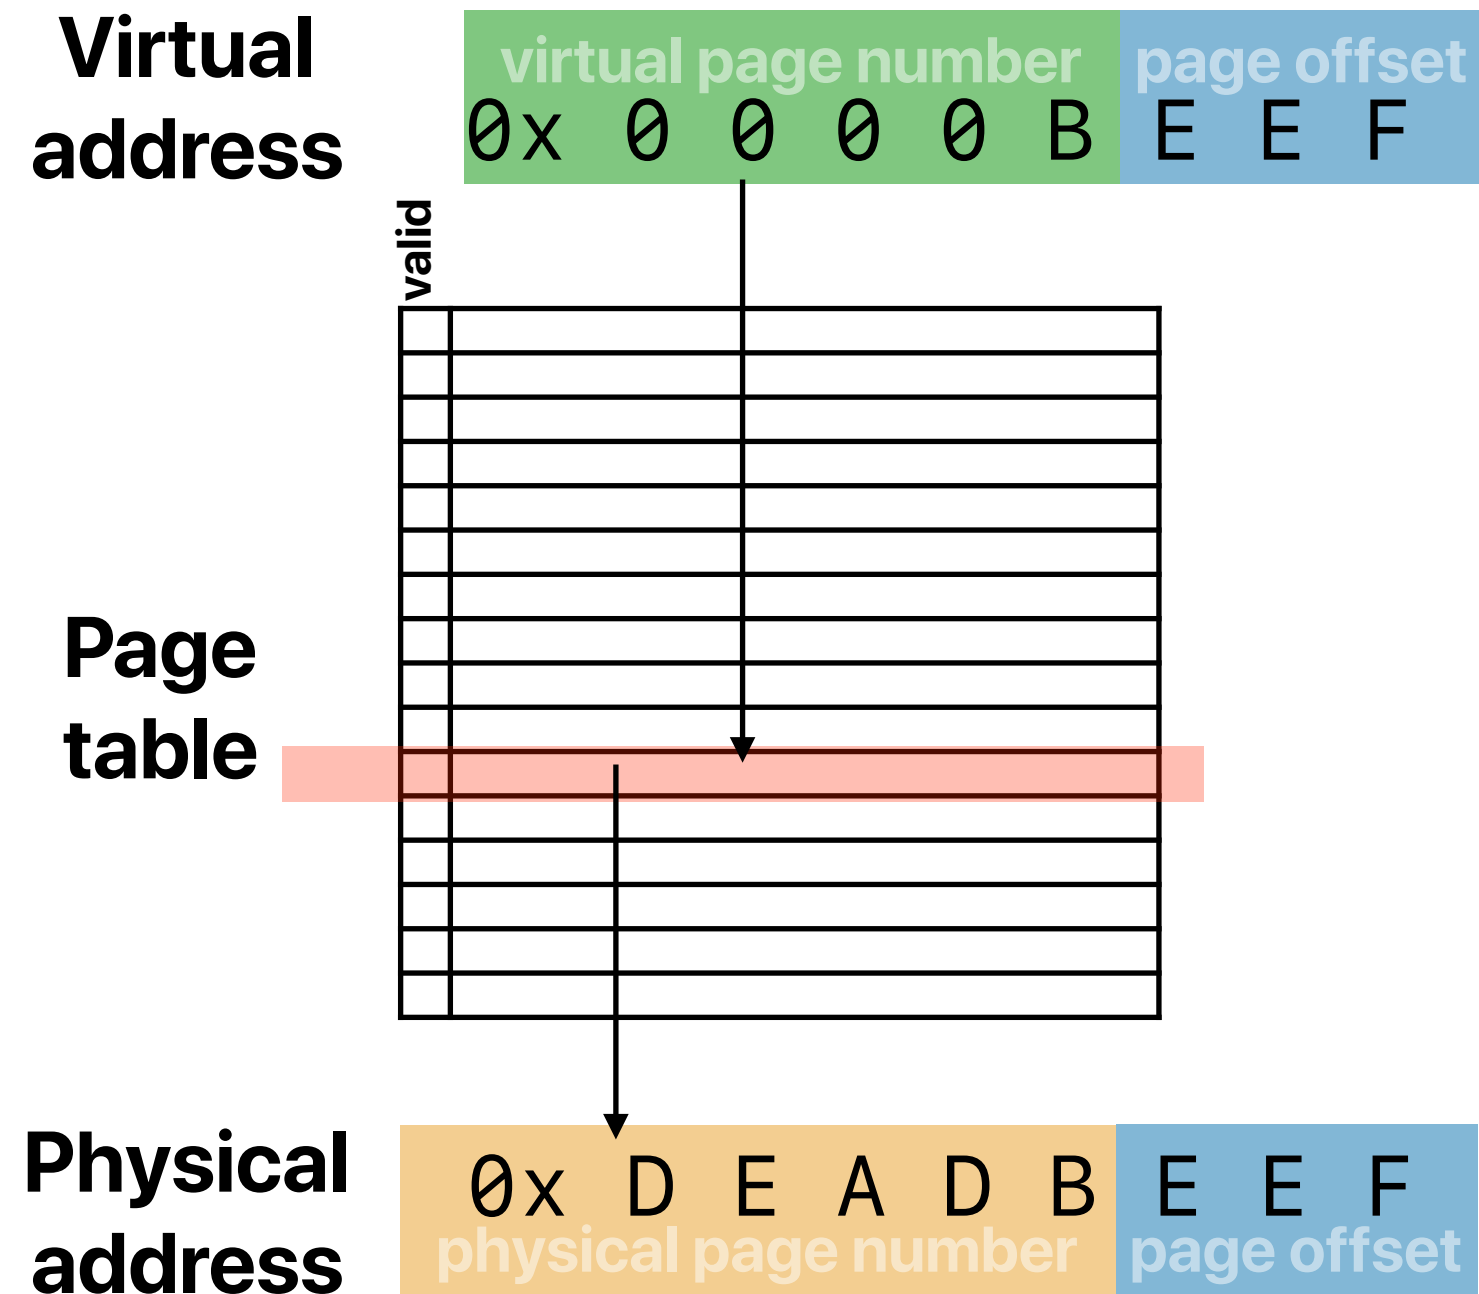 Virtual address
virtual page number page offset
0x 0 0 0 0 B E E F
valid
Page table
Physical address
0x D E A D B E E F
physical page number page offset